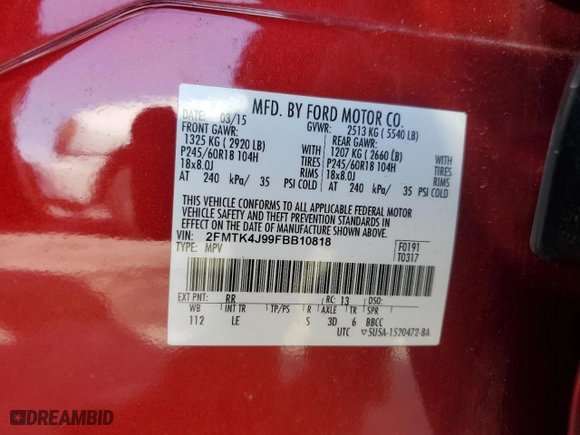 MFD. BY FORD MOTOR CO.
DATE: 03/15 GVWR: 2513 KG ( 5540 LB)
FRONT GAWR: REAR GAWR:
1325 KG ( 2920 LB) 1207 KG ( 2660 LB)
P245/60R18 104H TIRES P245/60R18 104H TIRES
18x8.0J RIMS 18x8.0J RIMS
AT 240 kPa/ 35 PSI COLD AT 240 kPa/ 35 PSI COLD
THIS VEHICLE CONFORMS TO ALL APPLICABLE FEDERAL MOTOR
VEHICLE SAFETY AND THEFT PREVENTION STANDARDS IN
EFFECT ON THE DATE OF MANUFACTURE SHOWN ABOVE.
VIN: 2FMTK4J99FBB10818 F0191
TYPE: MPV T0317
EXT PNT: RR RC: 13 DSO:
WB INT TR TP/PS R AXLE TR SPR
112 LE S 3D 6 BBCC
UTC ▽5U5A-1520472-BA
DREAMBID